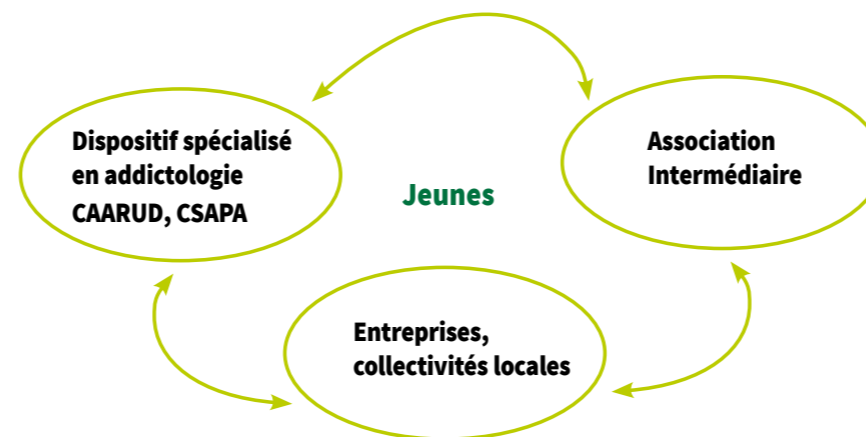 Dispositif spécialisé
en addictologie
CAARUD, CSAPA
Association
Intermédiaire
Jeunes
Entreprises,
collectivités locales